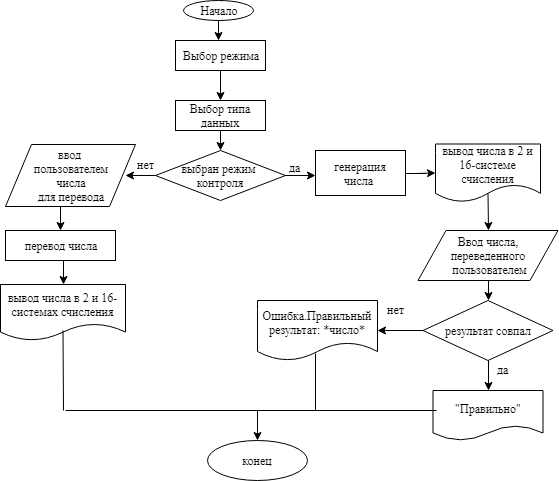 Начало
Выбор режима
Выбор типа
данных
выбран режим
контроля
нет
да
ввод
пользователем
числа
для перевода
генерация
числа
вывод числа в 2 и
16-системе
счисления
перевод числа
Ввод числа,
переведенного
пользователем
вывод числа в 2 и 16-
системах счисления
Ошибка.Правильный
результат: *число*
нет
результат совпал
да
"Правильно"
конец